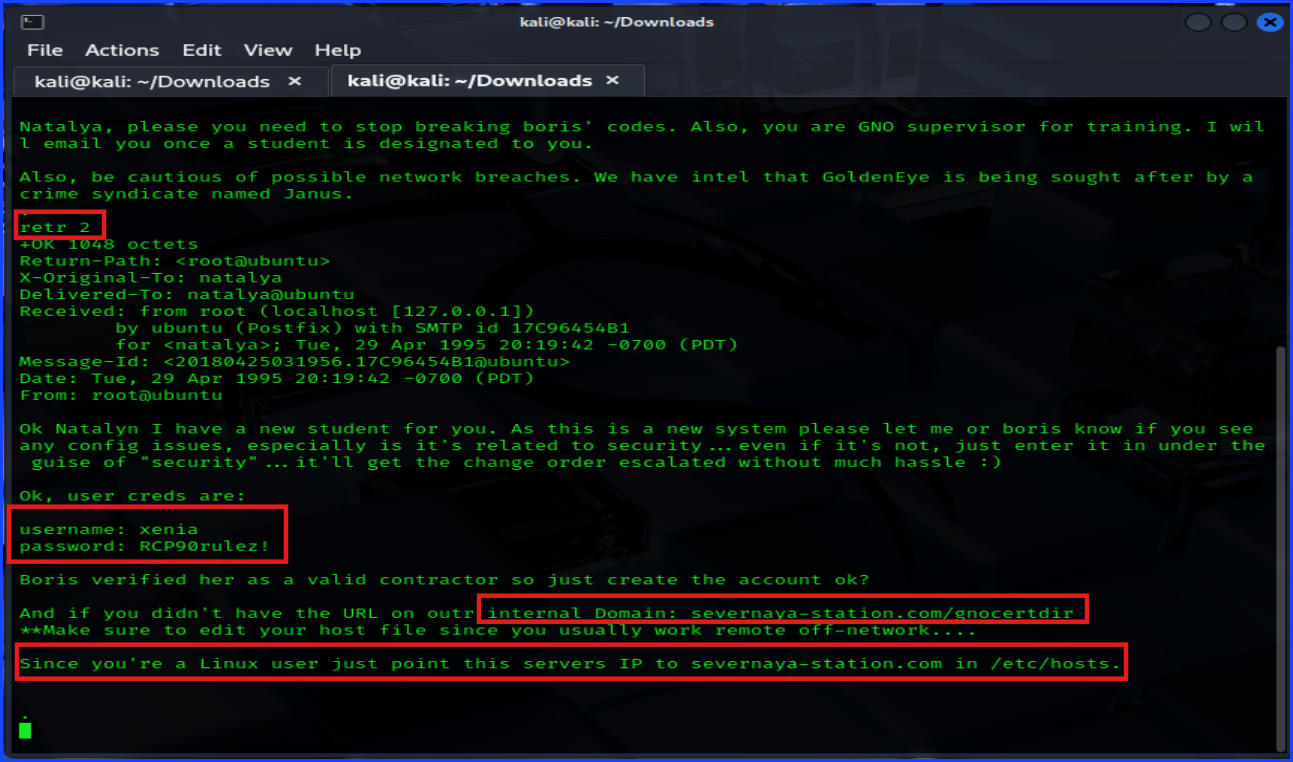 kali@kali: ~/Downloads
File Actions Edit View Help
kali@kali: ~/Downloads ×
kali@kali: ~/Downloads ×
Natalya, please you need to stop breaking boris' codes. Also, you are GNO supervisor for training. I wil
l email you once a student is designated to you.
Also, be cautious of possible network breaches. We have intel that GoldenEye is being sought after by a
crime syndicate named Janus.
.
retr 2
+OK 1048 octets
Return-Path: <root@ubuntu>
X-Original-To: natalya
Delivered-To: natalya@ubuntu
Received: from root (localhost [127.0.0.1])
by ubuntu (Postfix) with SMTP id 17C96454B1
for <natalya>; Tue, 29 Apr 1995 20:19:42 -0700 (PDT)
Message-Id: <20180425031956.17C96454B1@ubuntu>
Date: Tue, 29 Apr 1995 20:19:42 -0700 (PDT)
From: root@ubuntu
Ok Natalyn I have a new student for you. As this is a new system please let me or boris know if you see
any config issues, especially is it's related to security...even if it's not, just enter it in under the
guise of "security"...it'll get the change order escalated without much hassle :)
Ok, user creds are:
username: xenia
password: RCP90rulez!
Boris verified her as a valid contractor so just create the account ok?
And if you didn't have the URL on outr internal Domain: severnaya-station.com/gnocertdir
**Make sure to edit your host file since you usually work remote off-network....
Since you're a Linux user just point this servers IP to severnaya-station.com in /etc/hosts.
.